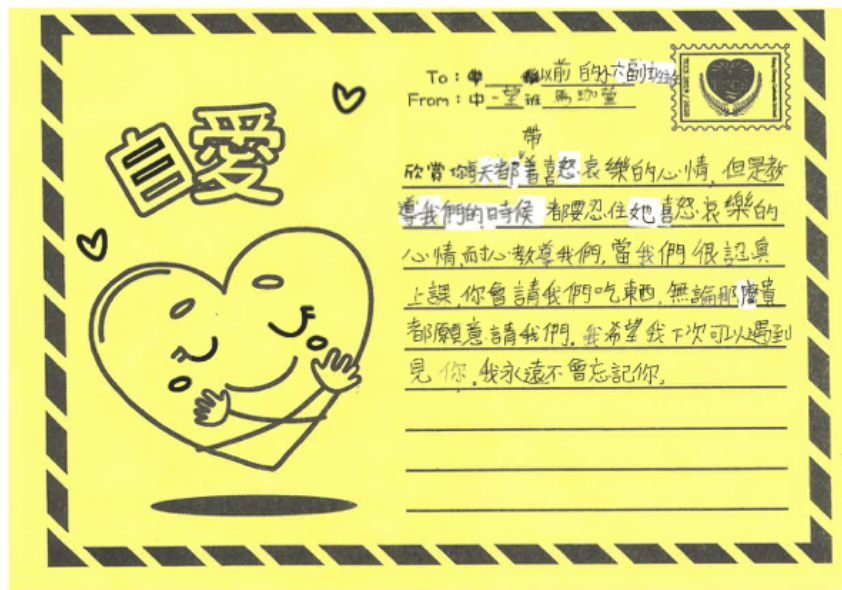 自愛
To：以前的小六副班主任
From：中一望班 馬珈蘴
帶
欣賞你每天都着喜怒哀樂的心情，但是教
導我們的時候 都要忍住她喜怒哀樂的
心情，耐心教導我們，當我們很認真
上課，你會請我們吃東西，無論那麼貴
都願意請我們。我希望我下次可以遇到
見你，我永遠不會忘記你。